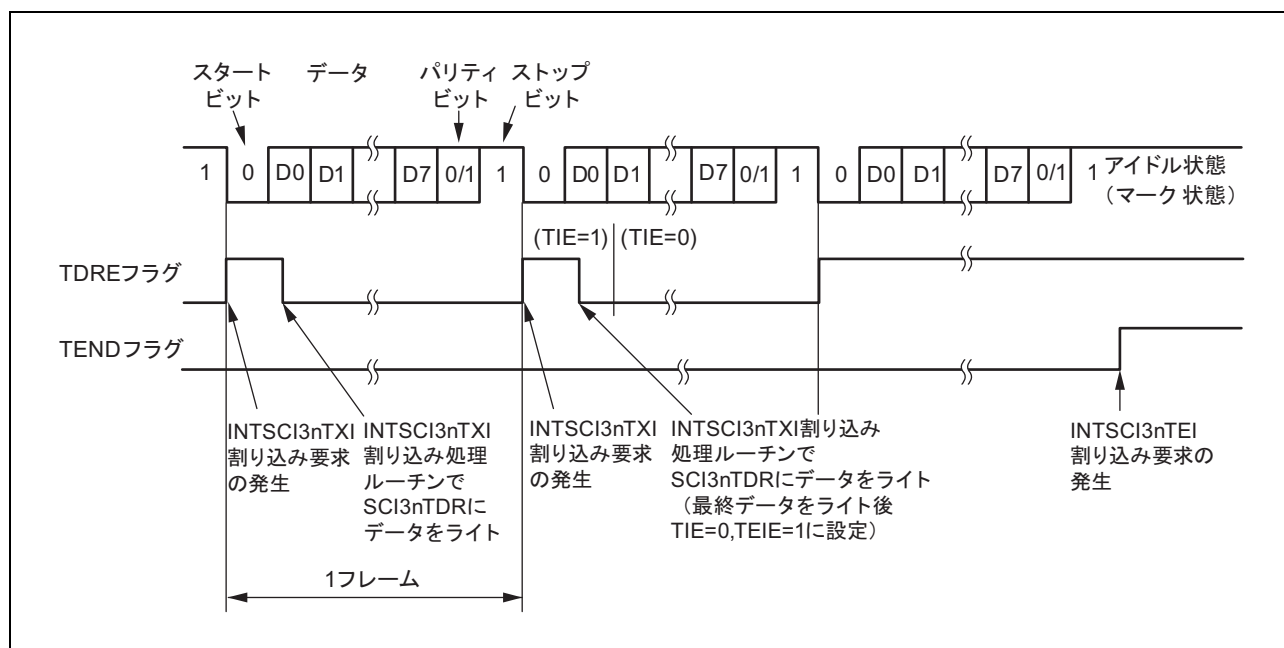 スタート
ビット
データ
パリティ
ビット
ストップ
ビット
1 0 D0 D1 D7 0/1 1 0 D0 D1 D7 0/1 1 0 D0 D1 D7 0/1 1
アイドル状態
（マーク 状態）
(TIE=1) (TIE=0)
TDREフラグ
TENDフラグ
INTSCI3nTXI
割り込み要求
の発生
INTSCI3nTXI
割り込み処理
ルーチンで
SCI3nTDRに
データをライト
INTSCI3nTXI
割り込み要求
の発生
INTSCI3nTXI割り込み
処理ルーチンで
SCI3nTDRにデータをライト
（最終データをライト後
TIE=0,TEIE=1に設定）
INTSCI3nTEI
割り込み要求の
発生
1フレーム